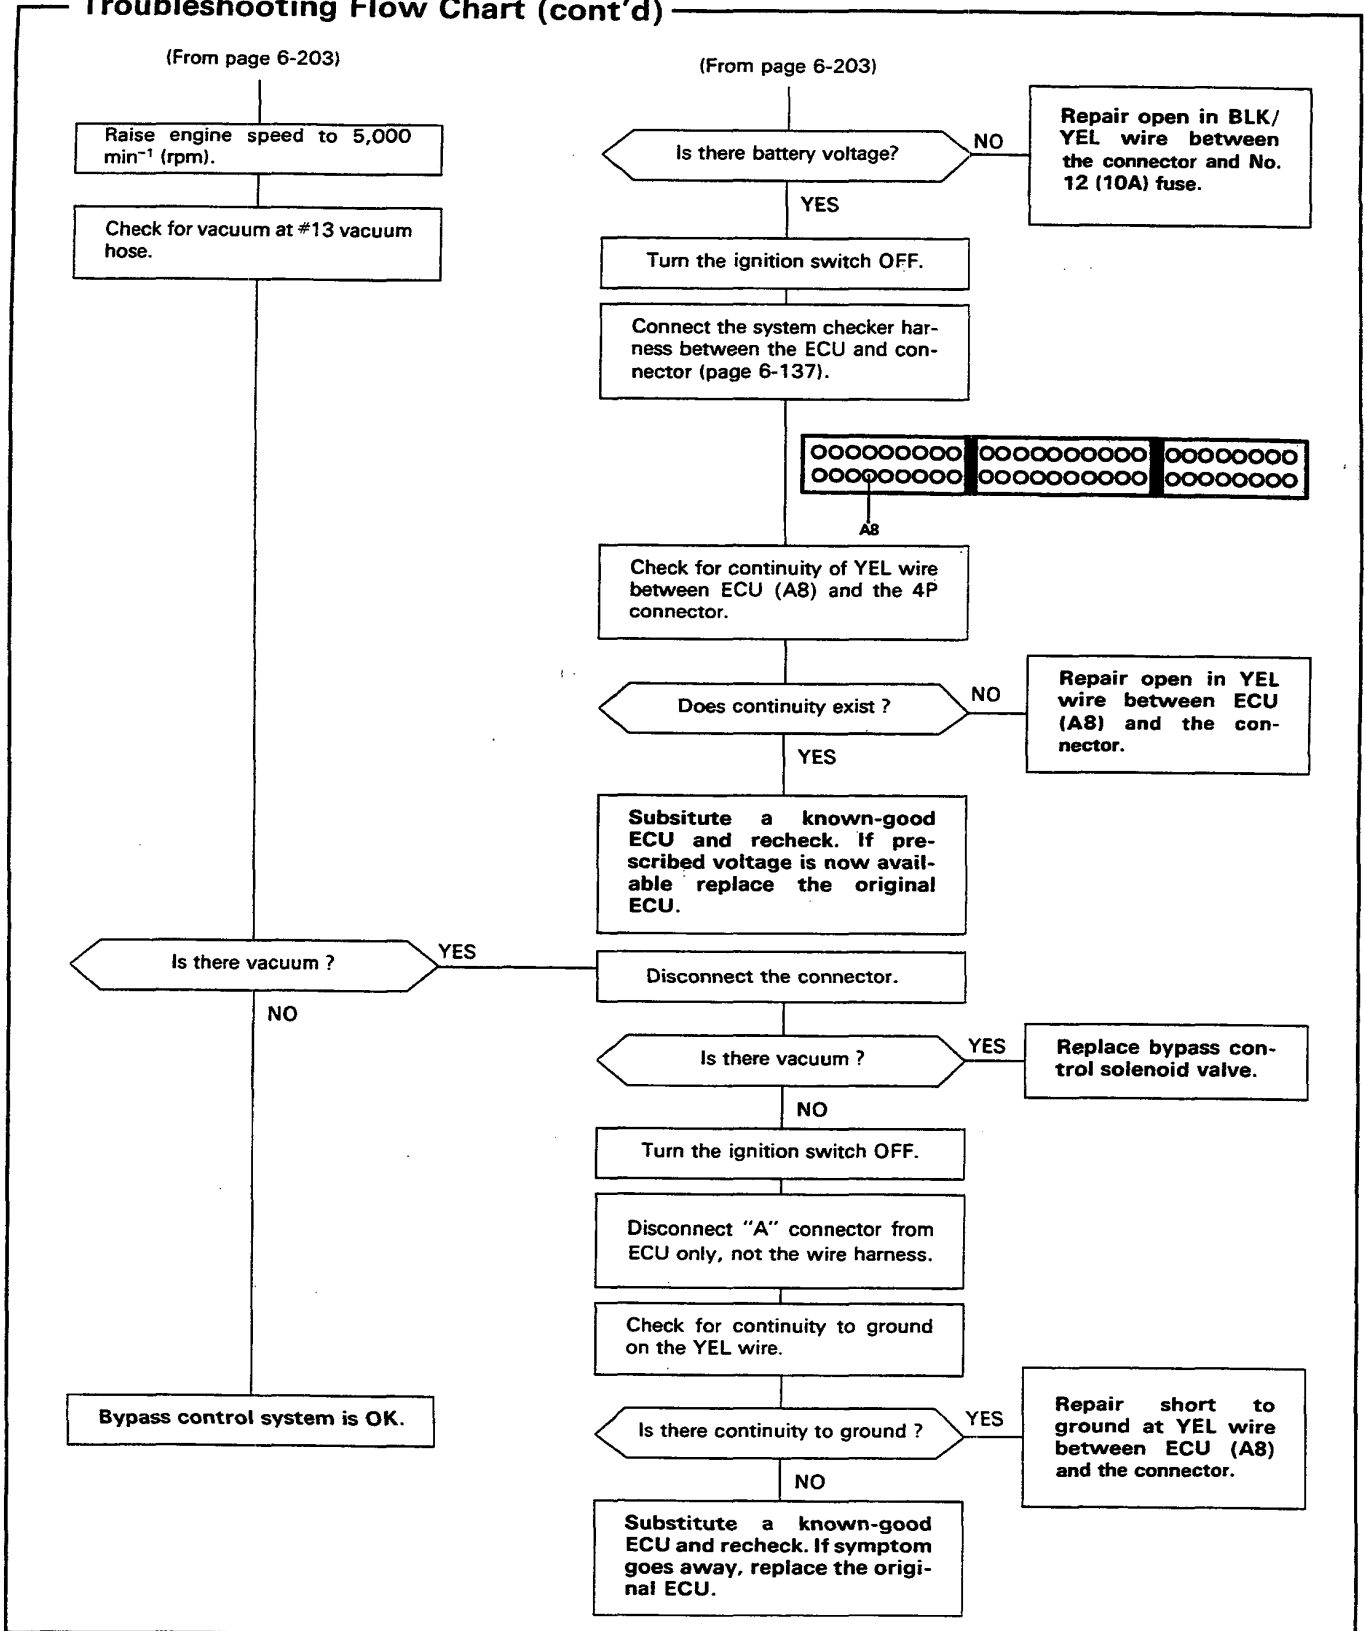 Troubleshooting Flow Chart (cont'd)
(From page 6-203)
Raise engine speed to 5,000
min⁻¹ (rpm).
Check for vacuum at #13 vacuum
hose.
Is there vacuum ?
YES
NO
Bypass control system is OK.
(From page 6-203)
Is there battery voltage?
NO
Repair open in BLK/
YEL wire between
the connector and No.
12 (10A) fuse.
YES
Turn the ignition switch OFF.
Connect the system checker har-
ness between the ECU and con-
nector (page 6-137).
A8
Check for continuity of YEL wire
between ECU (A8) and the 4P
connector.
Does continuity exist ?
NO
Repair open in YEL
wire between ECU
(A8) and the con-
nector.
YES
Subsitute a known-good
ECU and recheck. If pre-
scribed voltage is now avail-
able replace the original
ECU.
Disconnect the connector.
Is there vacuum ?
YES
Replace bypass con-
trol solenoid valve.
NO
Turn the ignition switch OFF.
Disconnect "A" connector from
ECU only, not the wire harness.
Check for continuity to ground
on the YEL wire.
Is there continuity to ground ?
YES
Repair short to
ground at YEL wire
between ECU (A8)
and the connector.
NO
Substitute a known-good
ECU and recheck. If symptom
goes away, replace the origi-
nal ECU.